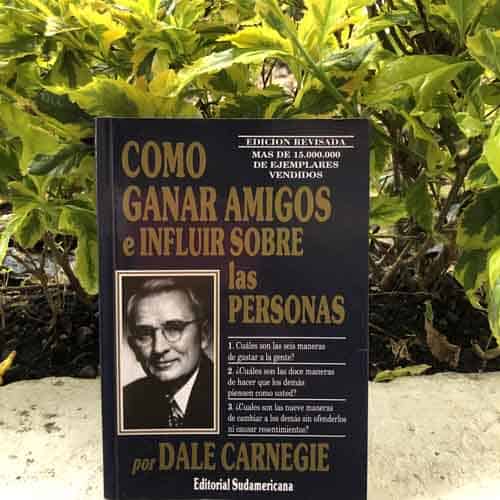 EDICION REVISADA
MAS DE 15.000.000
DE EJEMPLARES
VENDIDOS
COMO
GANAR AMIGOS
e INFLUIR SOBRE
las
PERSONAS
1. Cuáles son las seis maneras
de gustar a la gente?
2. ¿Cuáles son las doce maneras
de hacer que los demás
piensen como usted?
3. ¿Cuáles son las nueve maneras
de cambiar a los demás sin ofenderlos
ni causar resentimientos?
por DALE CARNEGIE
Editorial Sudamericana